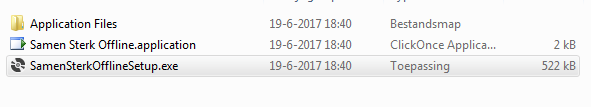 Application Files 19-6-2017 18:40 Bestandsmap
Samen Sterk Offline.application 19-6-2017 18:40 ClickOnce Applica... 2 kB
SamenSterkOfflineSetup.exe 19-6-2017 18:40 Toepassing 522 kB